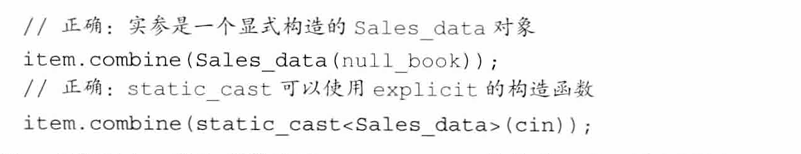 // 正确：实参是一个显式构造的 Sales_data 对象
item.combine(Sales_data(null_book));
// 正确：static_cast 可以使用 explicit 的构造函数
item.combine(static_cast<Sales_data>(cin));